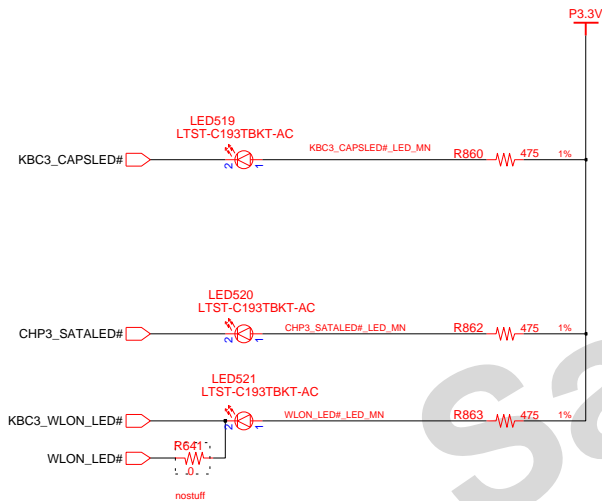 P3.3V
LED519
LTST-C193TBKT-AC
KBC3_CAPSLED#
2
1
KBC3_CAPSLED#_LED_MN
R860
475
1%
LED520
LTST-C193TBKT-AC
CHP3_SATALED#
2
1
CHP3_SATALED#_LED_MN
R862
475
1%
LED521
LTST-C193TBKT-AC
KBC3_WLON_LED#
2
1
WLON_LED#_LED_MN
R863
475
1%
R641
WLON_LED#
0
nostuff
sa